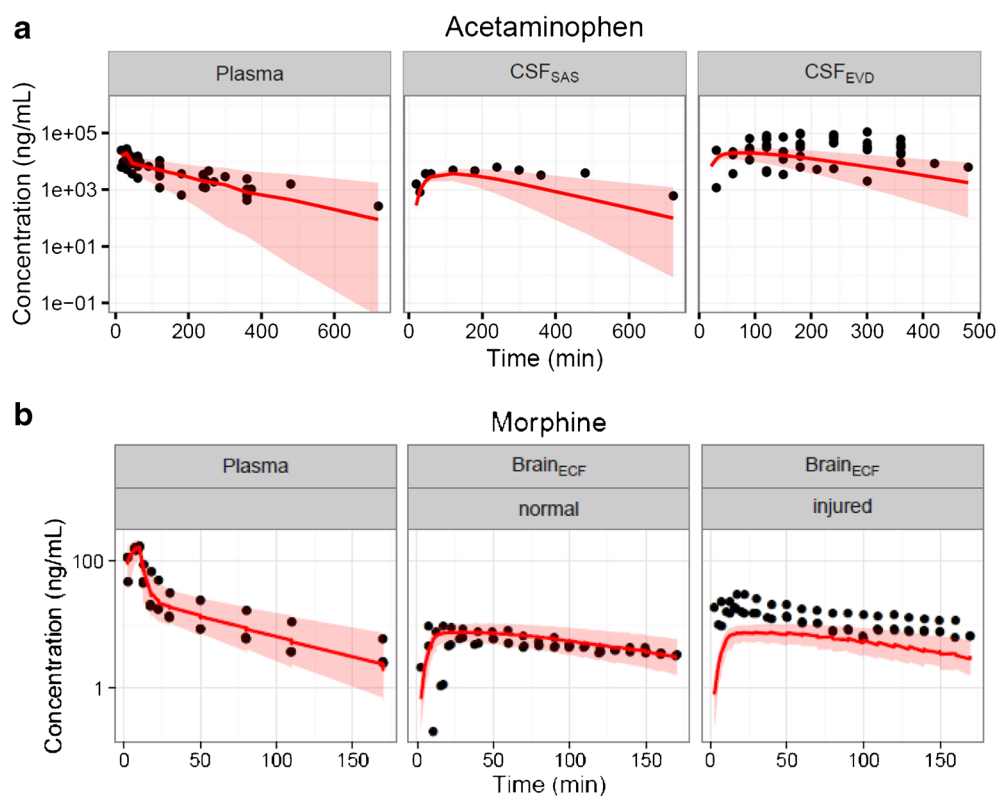 a
Acetaminophen
Plasma CSFSAS CSFEVD
Concentration (ng/mL)
1e+05
1e+03
1e+01
1e−01
0 200 400 600 0 200 400 600 0 100 200 300 400 500
Time (min)
b
Morphine
Plasma BrainECF BrainECF
normal injured
Concentration (ng/mL)
100
1
0 50 100 150 0 50 100 150 0 50 100 150
Time (min)